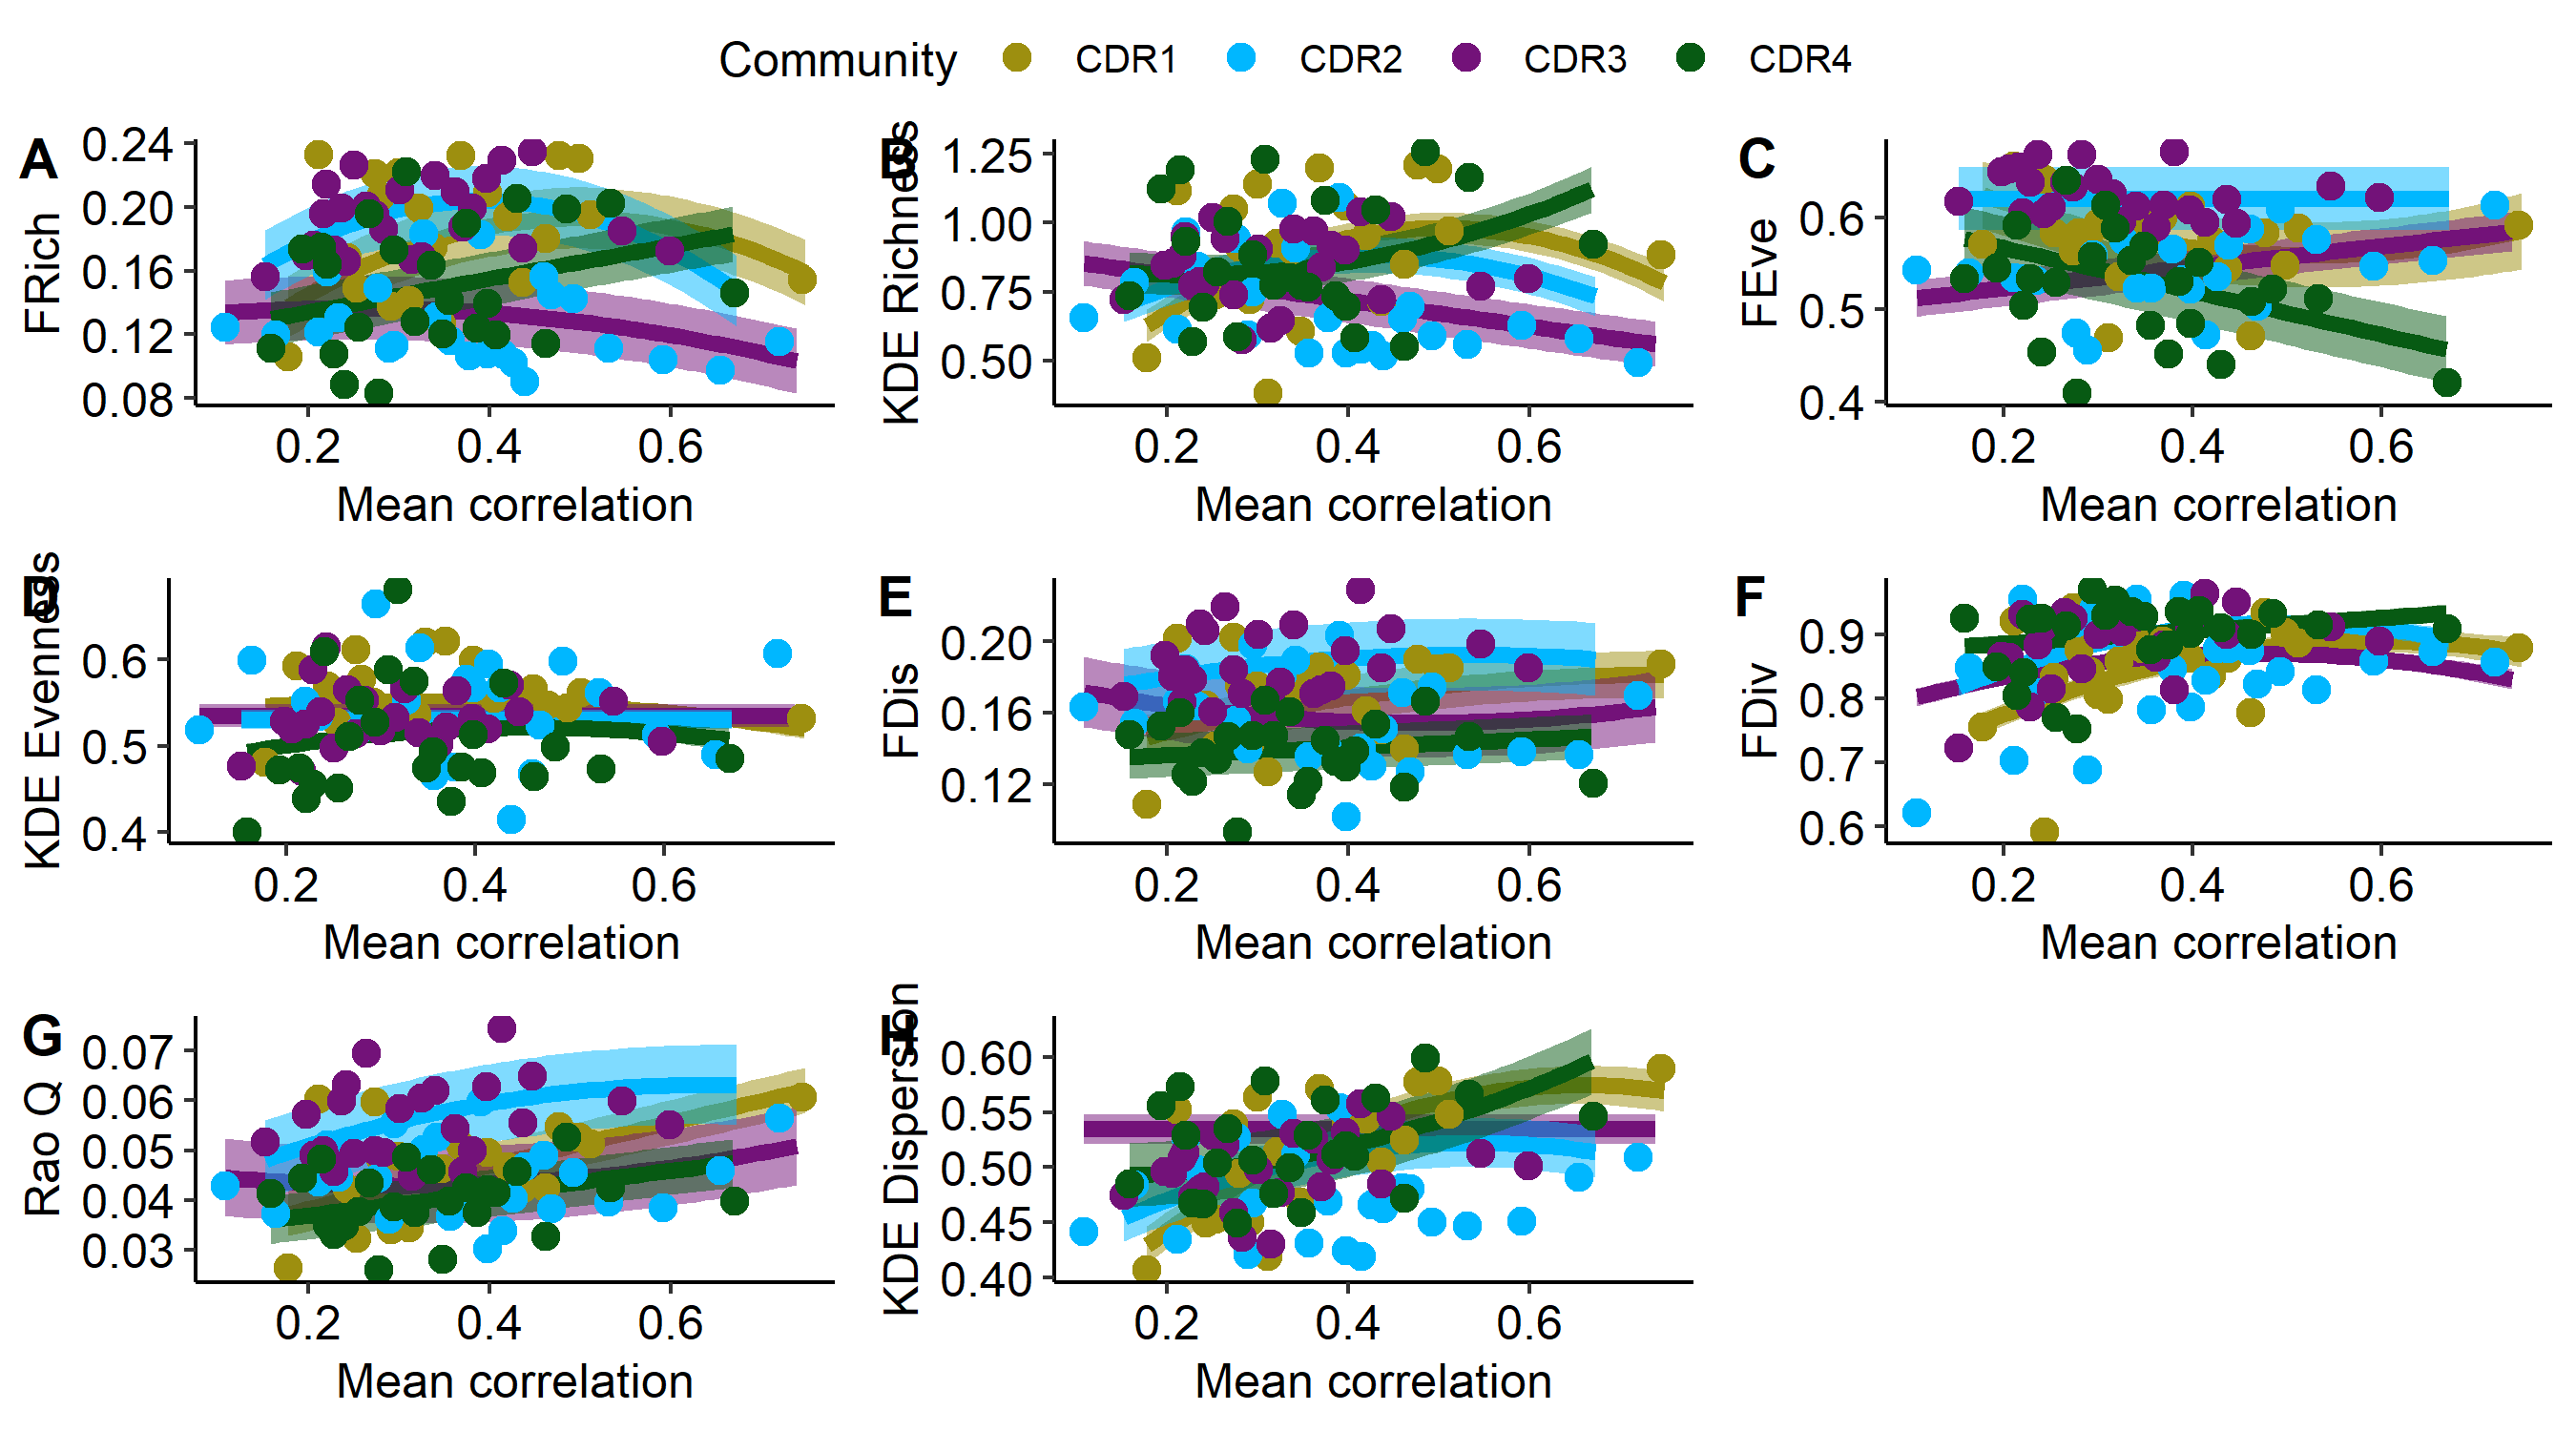 Community CDR1 CDR2 CDR3 CDR4
A
FRich
0.24
0.20
0.16
0.12
0.08
0.2 0.4 0.6
Mean correlation
B
KDE Richness
1.25
1.00
0.75
0.50
0.2 0.4 0.6
Mean correlation
C
FEve
0.6
0.5
0.4
0.2 0.4 0.6
Mean correlation
D
KDE Evenness
0.6
0.5
0.4
0.2 0.4 0.6
Mean correlation
E
FDis
0.20
0.16
0.12
0.2 0.4 0.6
Mean correlation
F
FDiv
0.9
0.8
0.7
0.6
0.2 0.4 0.6
Mean correlation
G
Rao Q
0.07
0.06
0.05
0.04
0.03
0.2 0.4 0.6
Mean correlation
H
KDE Dispersion
0.60
0.55
0.50
0.45
0.40
0.2 0.4 0.6
Mean correlation